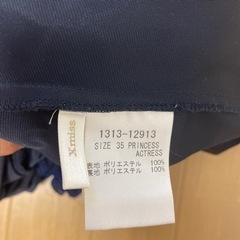 Xmiss
1313-12913
SIZE 35 PRINCESS
ACTRESS
表地 ポリエステル 100%
裏地 ポリエステル 100%